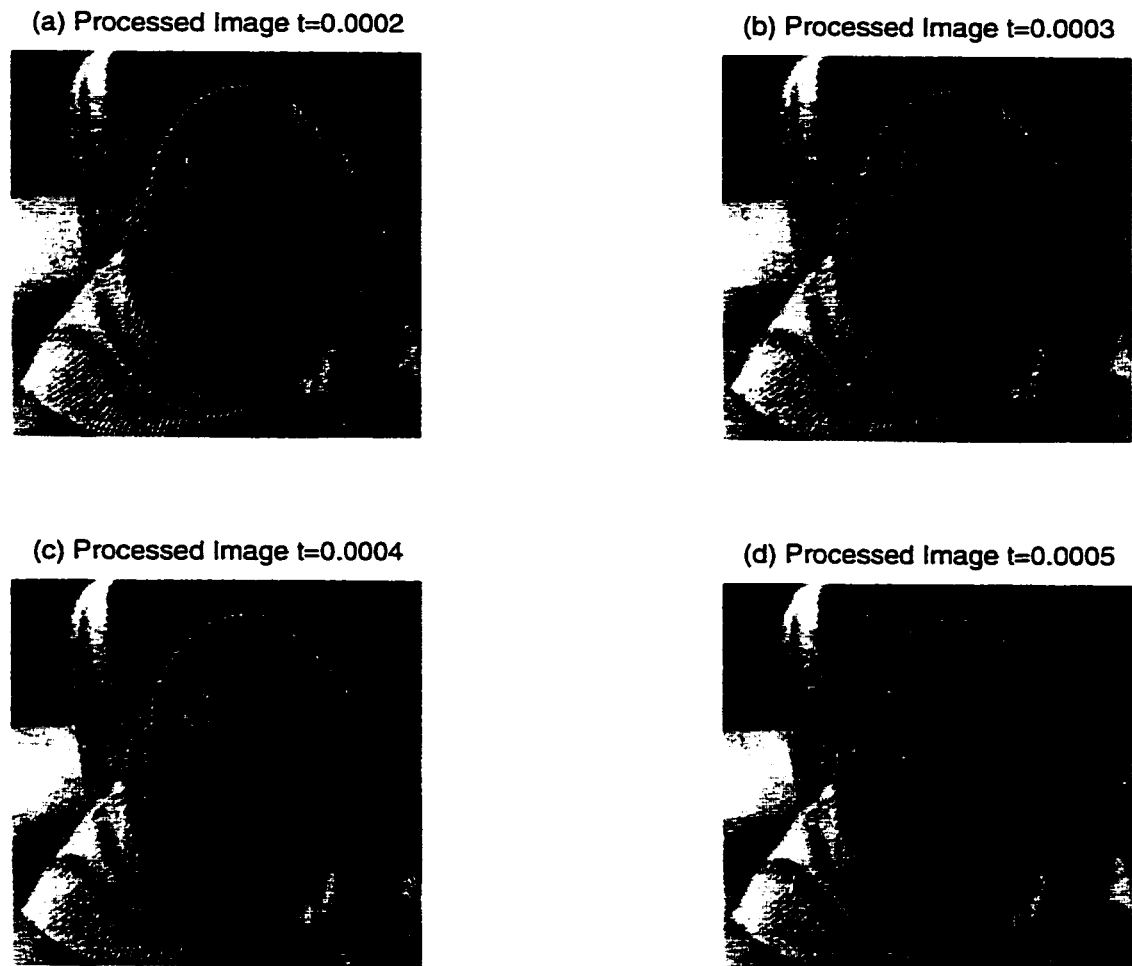 (a) Processed Image t=0.0002
(b) Processed Image t=0.0003
(c) Processed Image t=0.0004
(d) Processed Image t=0.0005